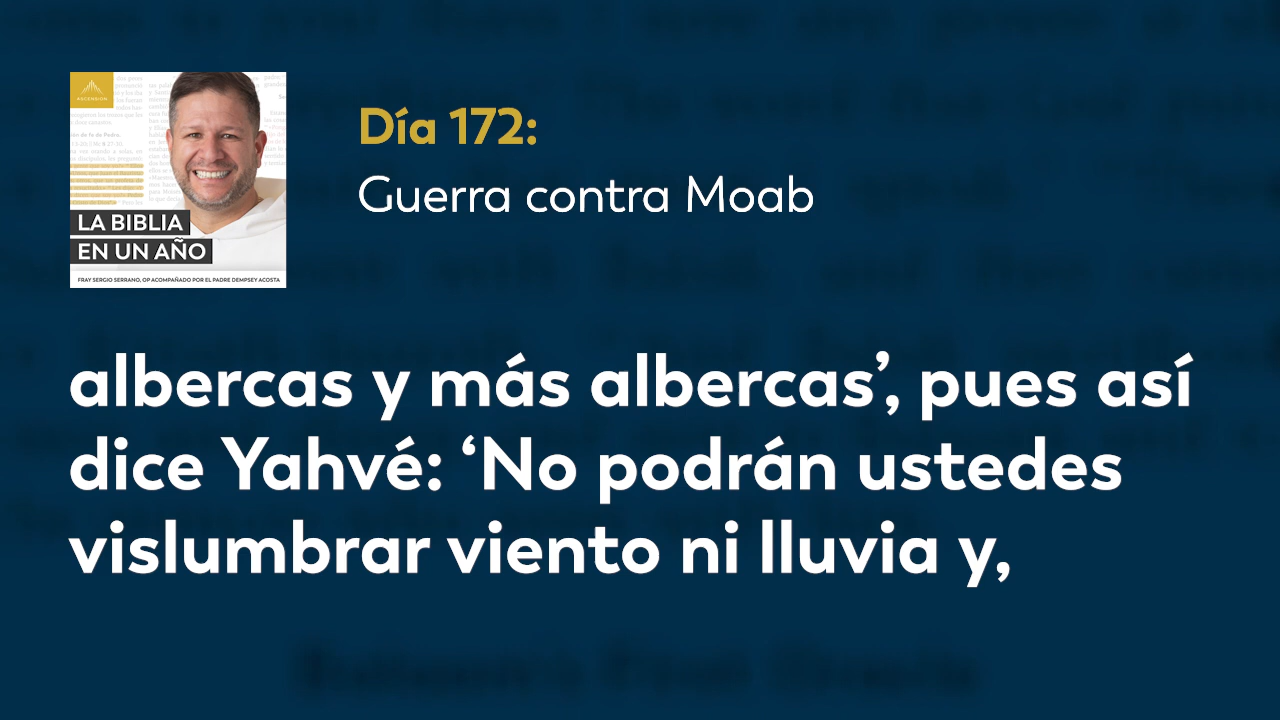 ASCENSION
LA BIBLIA
EN UN AÑO
FRAY SERGIO SERRANO, OP ACOMPAÑADO POR EL PADRE DEMPSEY ACOSTA
Día 172:
Guerra contra Moab
albercas y más albercas’, pues así
dice Yahvé: ‘No podrán ustedes
vislumbrar viento ni lluvia y,